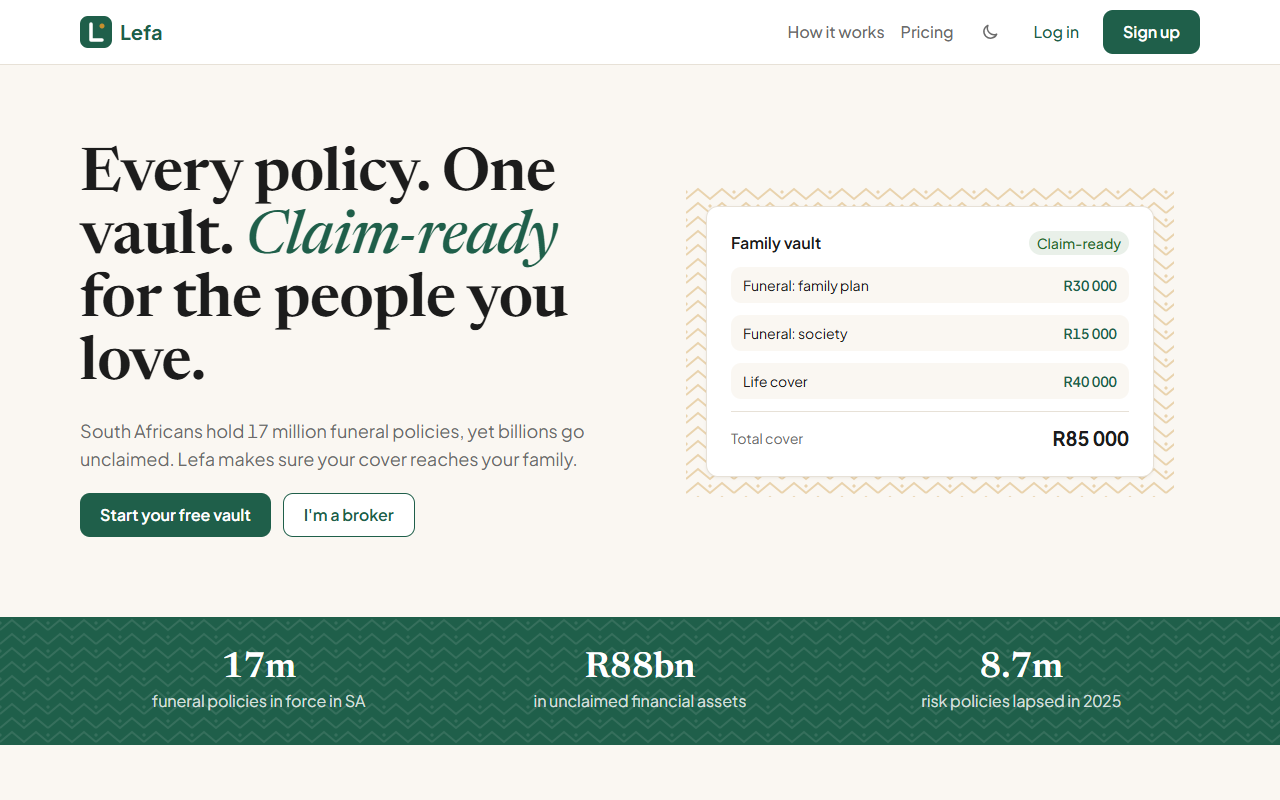 Lefa
How it works
Pricing
Log in
Sign up
Every policy. One
vault. Claim-ready
for the people you
love.
South Africans hold 17 million funeral policies, yet billions go
unclaimed. Lefa makes sure your cover reaches your family.
Start your free vault
I'm a broker
Family vault
Claim-ready
Funeral: family plan
R30 000
Funeral: society
R15 000
Life cover
R40 000
Total cover
R85 000
17m
funeral policies in force in SA
R88bn
in unclaimed financial assets
8.7m
risk policies lapsed in 2025